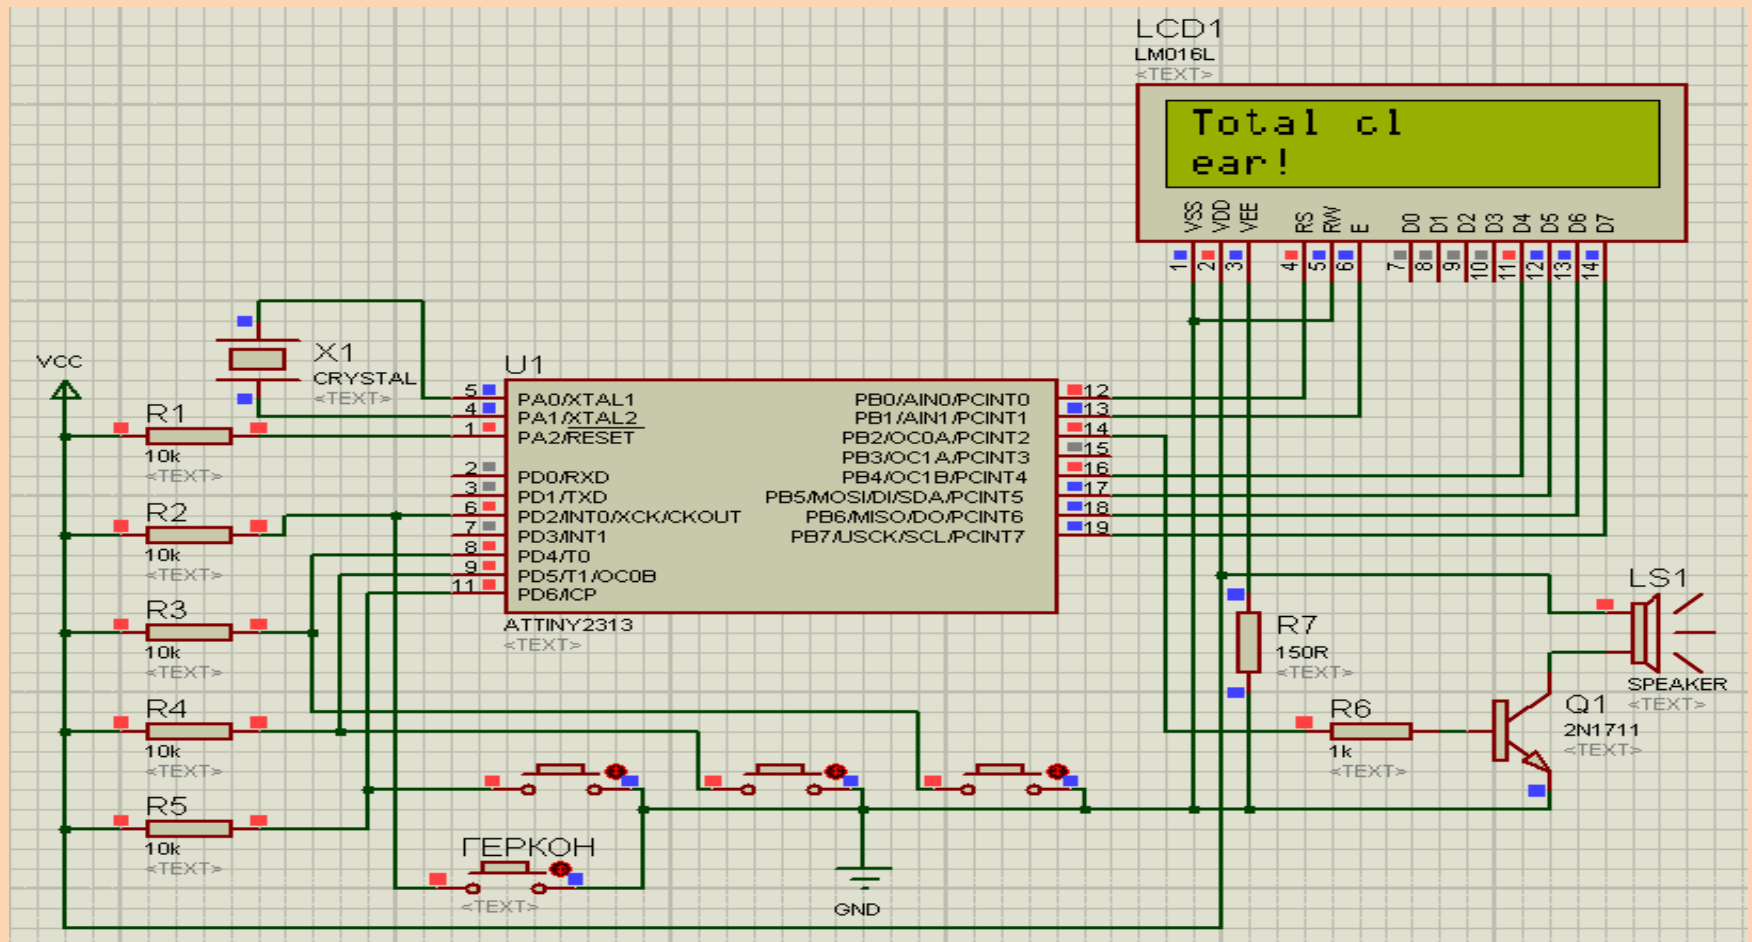 LCD1
LM016L
<TEXT>
Total cl
ear!
VSS
VDD
VEE
RS
RW
E
D0
D1
D2
D3
D4
D5
D6
D7
1
2
3
4
5
6
7
8
9
10
11
12
13
14
VCC
X1
CRYSTAL
<TEXT>
R1
10k
<TEXT>
R2
10k
<TEXT>
R3
10k
<TEXT>
R4
10k
<TEXT>
R5
10k
<TEXT>
U1
5 PA0/XTAL1
4 PA1/XTAL2
1 PA2/RESET
2 PD0/RXD
3 PD1/TXD
6 PD2/INT0/XCK/CKOUT
7 PD3/INT1
8 PD4/T0
9 PD5/T1/OC0B
11 PD6/ICP
PB0/AIN0/PCINT0 12
PB1/AIN1/PCINT1 13
PB2/OC0A/PCINT2 14
PB3/OC1A/PCINT3 15
PB4/OC1B/PCINT4 16
PB5/MOSI/DI/SDA/PCINT5 17
PB6/MISO/DO/PCINT6 18
PB7/USCK/SCL/PCINT7 19
ATTINY2313
<TEXT>
LS1
SPEAKER
<TEXT>
R7
150R
<TEXT>
R6
1k
<TEXT>
Q1
2N1711
<TEXT>
ГЕРКОН
<TEXT>
GND